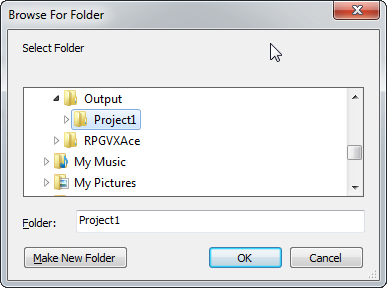 Browse For Folder
Select Folder
Output
Project1
RPGVXAce
My Music
My Pictures
Folder: Project1
Make New Folder OK Cancel